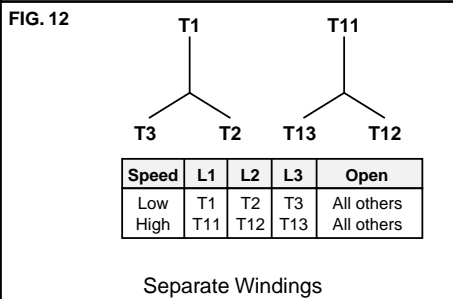 FIG. 12
T1 T11
T3 T2 T13 T12
Speed L1 L2 L3 Open
Low T1 T2 T3 All others
High T11 T12 T13 All others
Separate Windings